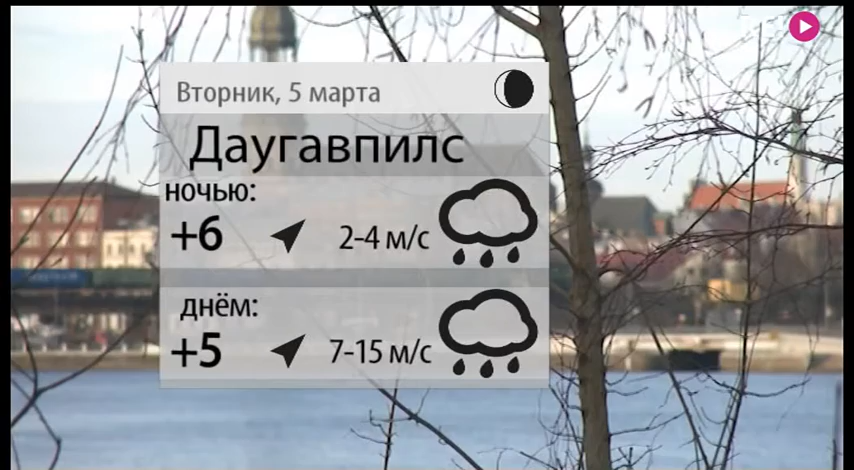 Вторник, 5 марта
Даугавпилс
ночью:
+6 2-4 м/с
днём:
+5 7-15 м/с